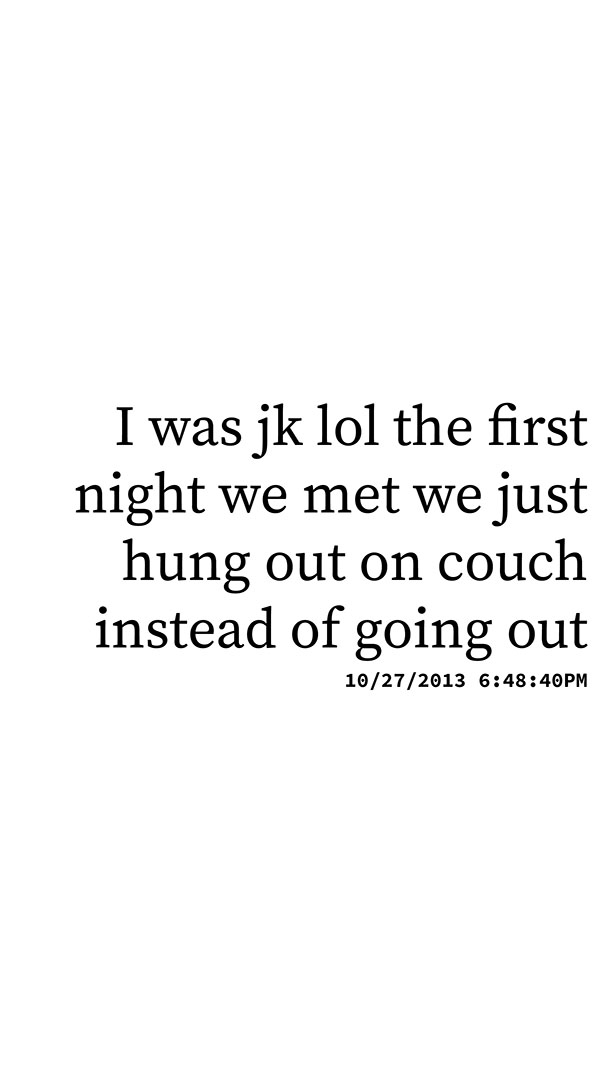 I was jk lol the first
night we met we just
hung out on couch
instead of going out
10/27/2013 6:48:40PM